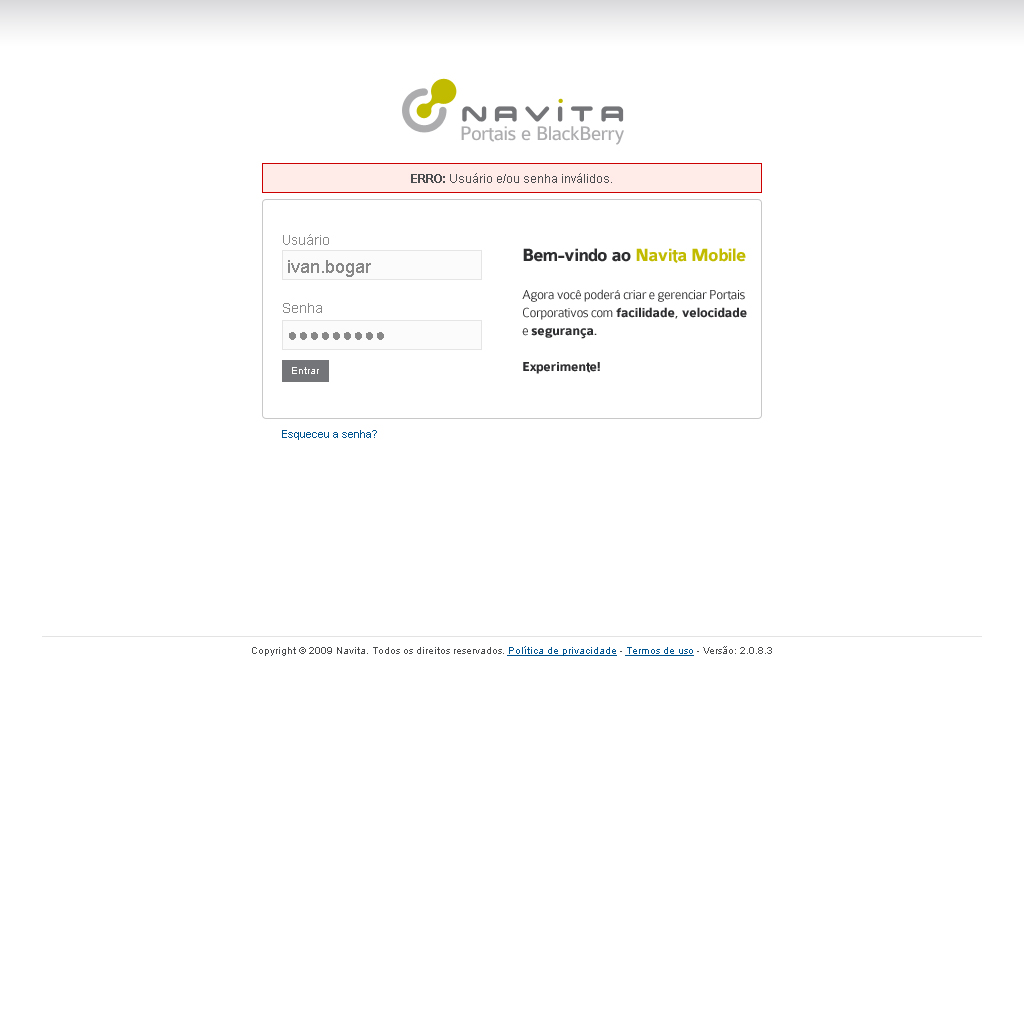 NAVITA
Portais e BlackBerry
ERRO: Usuário e/ou senha inválidos.
Usuário
ivan.bogar
Senha
Entrar
Bem-vindo ao Navita Mobile
Agora você poderá criar e gerenciar Portais
Corporativos com facilidade, velocidade
e segurança.
Experimente!
Esqueceu a senha?
Copyright © 2009 Navita. Todos os direitos reservados. Política de privacidade - Termos de uso - Versão: 2.0.8.3